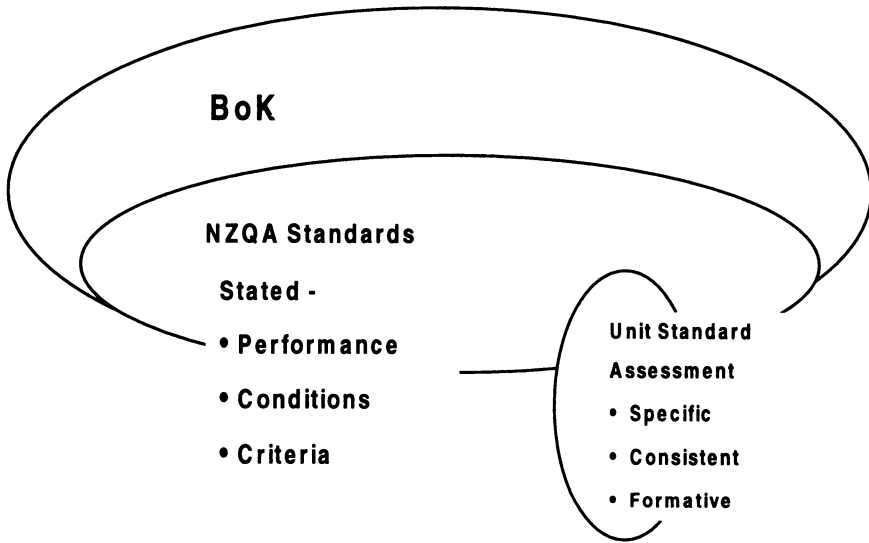 BoK
NZQA Standards
Stated -
• Performance
• Conditions
• Criteria
Unit Standard
Assessment
• Specific
• Consistent
• Formative